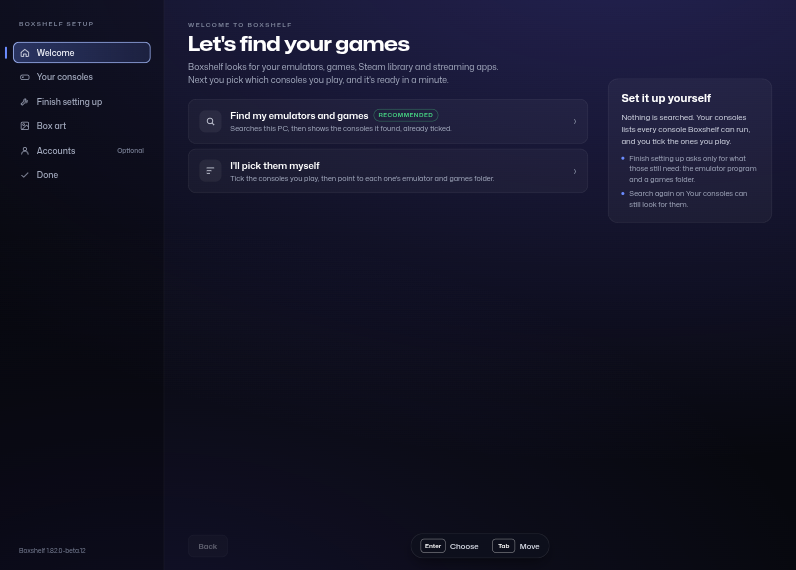 BOXSHELF SETUP
Welcome
Your consoles
Finish setting up
Box art
Accounts Optional
Done
Boxshelf 1.82.0-beta.12
WELCOME TO BOXSHELF
Let's find your games
Boxshelf looks for your emulators, games, Steam library and streaming apps.
Next you pick which consoles you play, and it's ready in a minute.
Find my emulators and games RECOMMENDED
Searches this PC, then shows the consoles it found, already ticked.
I'll pick them myself
Tick the consoles you play, then point to each one's emulator and games folder.
Set it up yourself
Nothing is searched. Your consoles
lists every console Boxshelf can run,
and you tick the ones you play.
Finish setting up asks only for what
those still need: the emulator program
and a games folder.
Search again on Your consoles can
still look for them.
Back
Enter Choose Tab Move